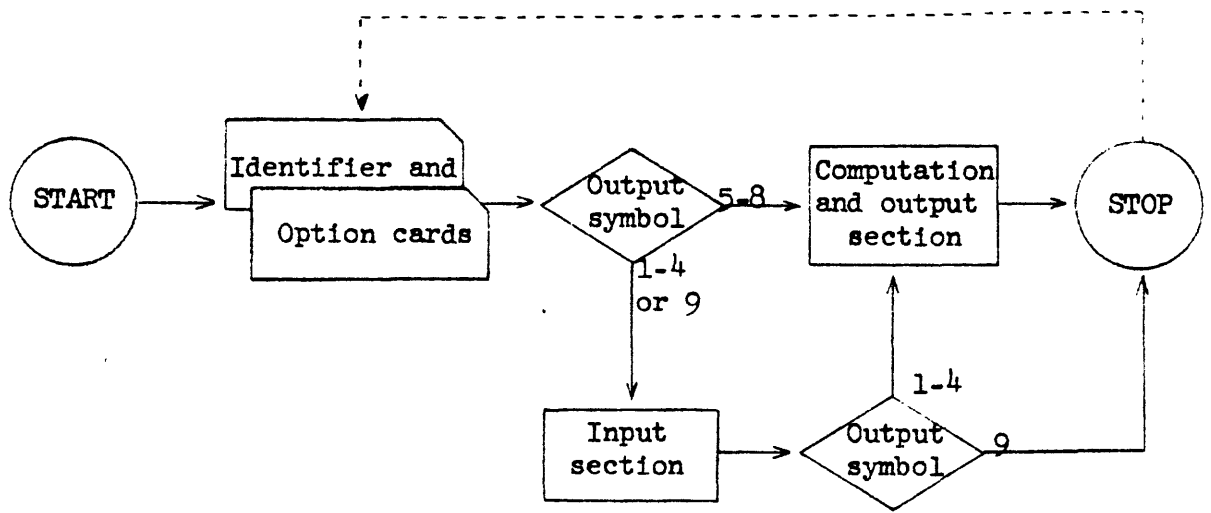 START
Identifier and
Option cards
Output
symbol
5-8
1-4
or 9
Computation
and output
section
STOP
Input
section
Output
symbol
1-4
9